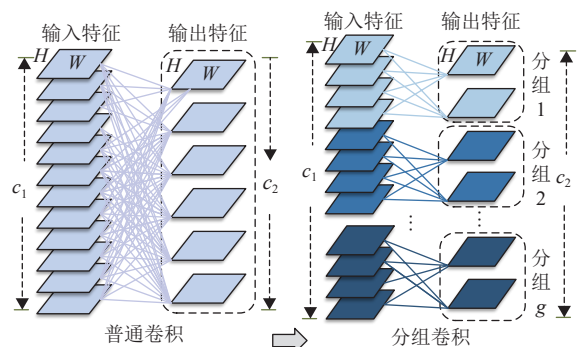 输入特征 输出特征
H W H W
c1 c2
普通卷积
输入特征 输出特征
H W H W
分组1
c1 c2
分组2
⋮ ⋯ ⋮
分组g
分组卷积